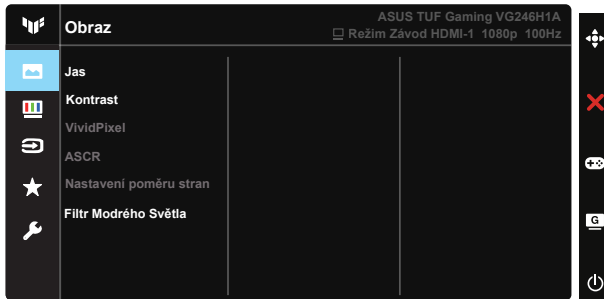 Obraz
ASUS TUF Gaming VG246H1A
Režim Závod HDMI-1 1080p 100Hz
Jas
Kontrast
VividPixel
ASCR
Nastavení poměru stran
Filtr Modrého Světla
G